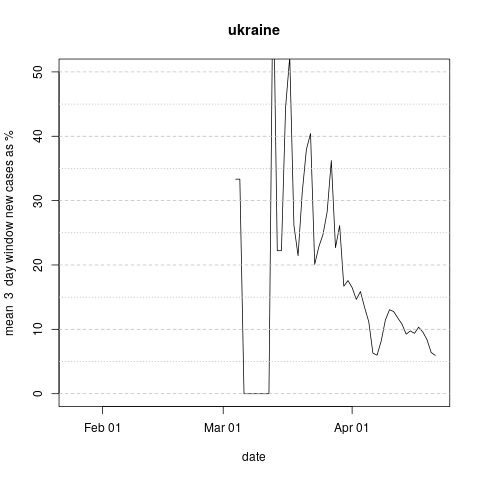 ukraine
mean 3 day window new cases as %
50
40
30
20
10
0
Feb 01
Mar 01
Apr 01
date